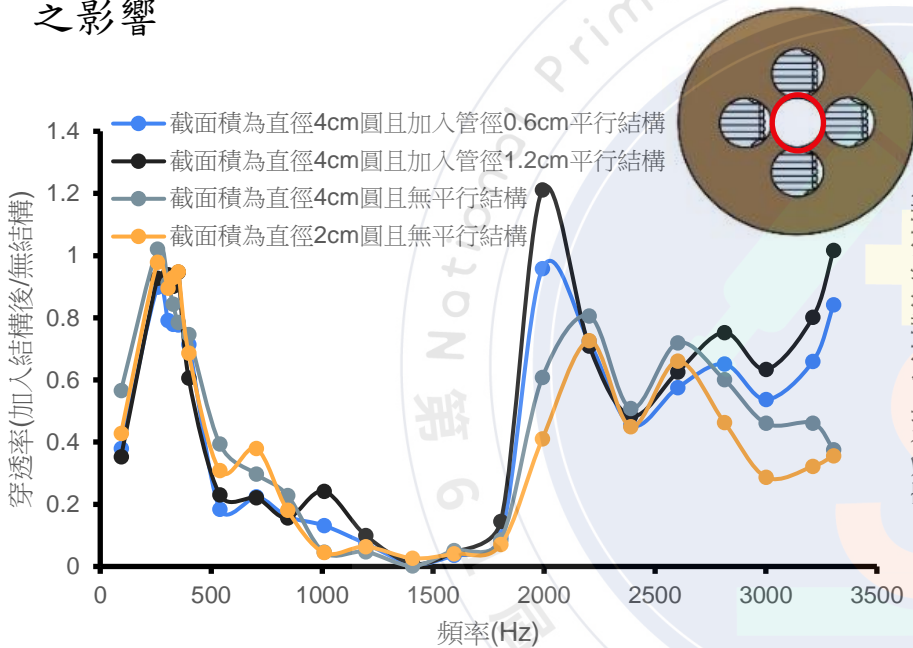 之影響
截面積為直徑4cm圓且加入管徑0.6cm平行結構
截面積為直徑4cm圓且加入管徑1.2cm平行結構
截面積為直徑4cm圓且無平行結構
截面積為直徑2cm圓且無平行結構
穿透率(加入結構後/無結構)
1.4
1.2
1
0.8
0.6
0.4
0.2
0
0
500
1000
1500
2000
2500
3000
3500
頻率(Hz)
National Prim
第
6